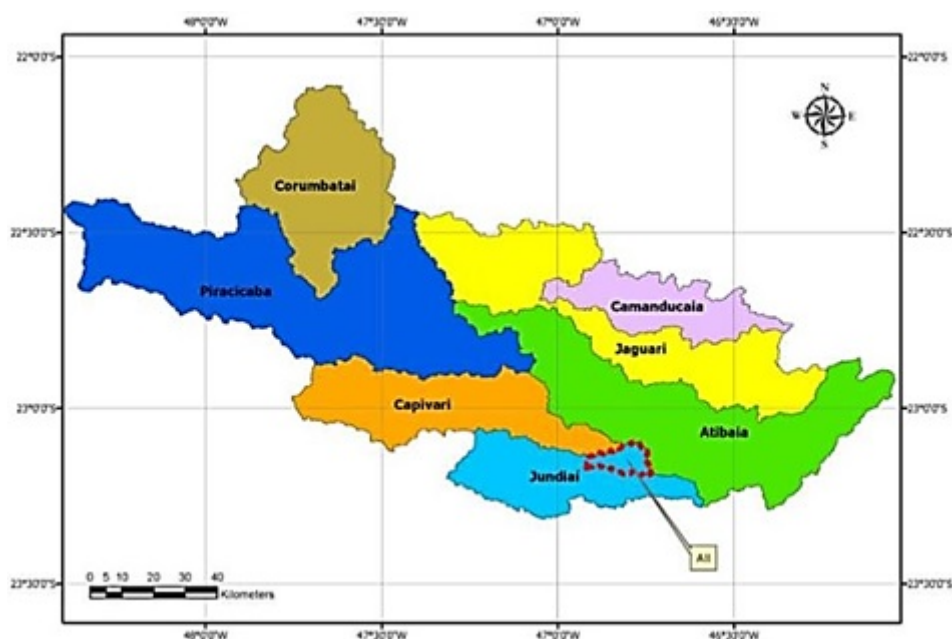 48°0'0"W 47°30'0"W 47°0'0"W 46°30'0"W
22°0'0"S 22°0'0"S
N
W E
S
Corumbatai
22°30'0"S 22°30'0"S
Piracicaba
Camanducaia
Jaguari
23°0'0"S 23°0'0"S
Capivari
Atibaia
Jundiai
AII
0 5 10 20 30 40
Kilometers
23°30'0"S 23°30'0"S
48°0'0"W 47°30'0"W 47°0'0"W 46°30'0"W